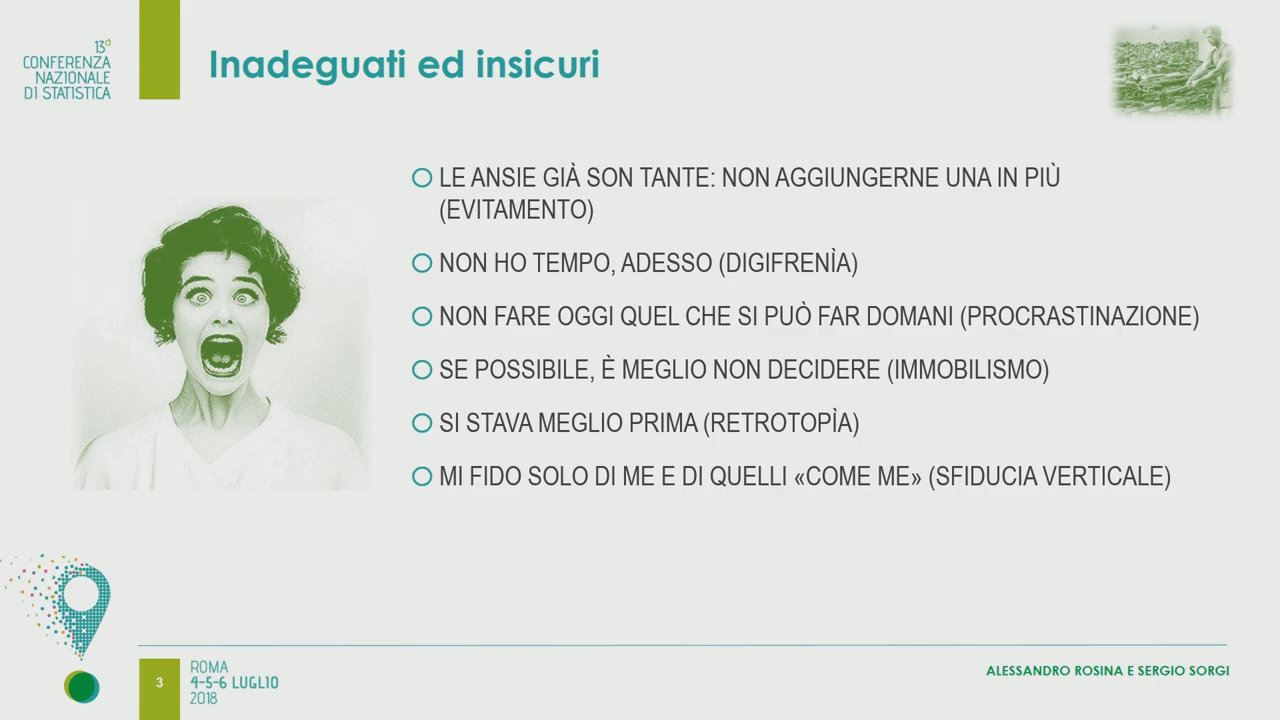 13ª
CONFERENZA
NAZIONALE
DI STATISTICA
Inadeguati ed insicuri
LE ANSIE GIÀ SON TANTE: NON AGGIUNGERNE UNA IN PIÙ
(EVITAMENTO)
NON HO TEMPO, ADESSO (DIGIFRENÌA)
NON FARE OGGI QUEL CHE SI PUÒ FAR DOMANI (PROCRASTINAZIONE)
SE POSSIBILE, È MEGLIO NON DECIDERE (IMMOBILISMO)
SI STAVA MEGLIO PRIMA (RETROTOPÌA)
MI FIDO SOLO DI ME E DI QUELLI «COME ME» (SFIDUCIA VERTICALE)
3
ROMA
4-5-6 LUGLIO
2018
ALESSANDRO ROSINA E SERGIO SORGI